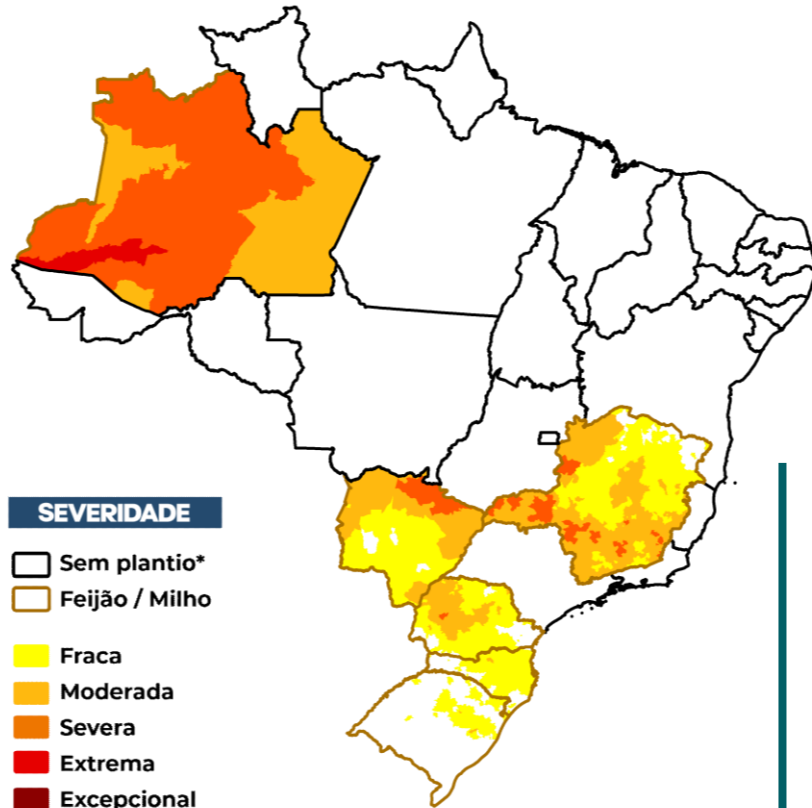 SEVERIDADE
Sem plantio*
Feijão / Milho
Fraca
Moderada
Severa
Extrema
Excepcional